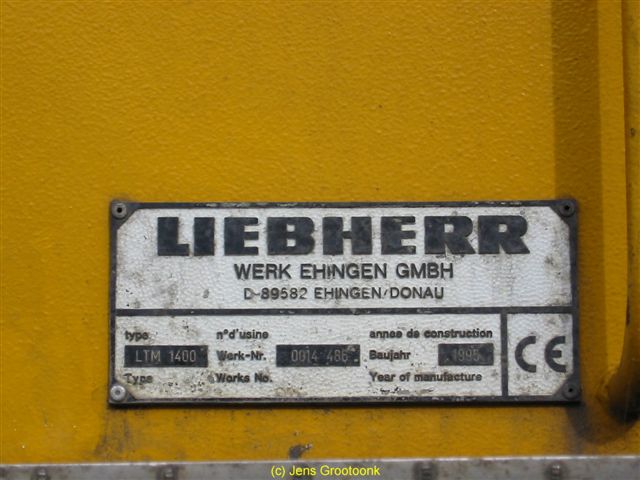 LIEBHERR
WERK EHINGEN GMBH
D-89582 EHINGEN/DONAU
type n°d'usine annee de construction
LTM 1400 Werk-Nr. 0014 486 Baujahr 1995 CE
Type Works No. Year of manufacture
(c) Jens Grootoonk